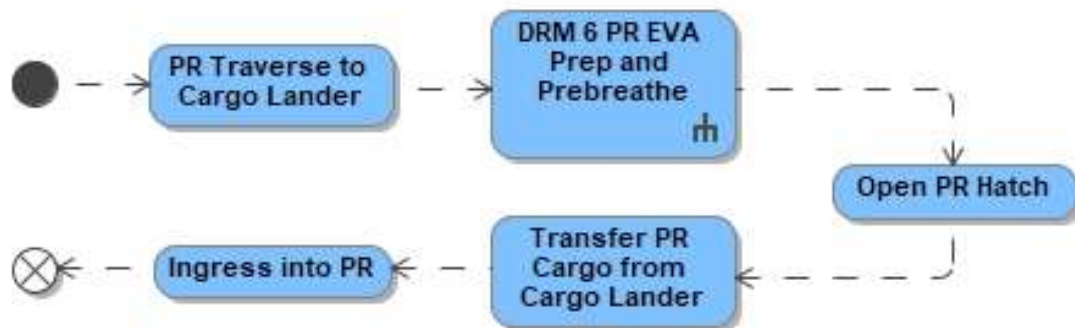 PR Traverse to
Cargo Lander
DRM 6 PR EVA
Prep and
Prebreathe
Open PR Hatch
Transfer PR
Cargo from
Cargo Lander
Ingress into PR